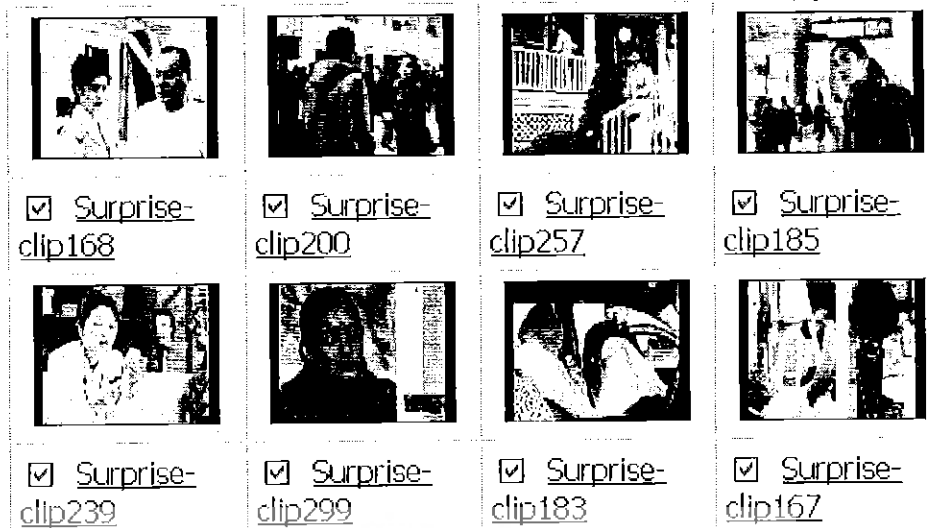 Surprise- Surprise- Surprise- Surprise-
clip168 clip200 clip257 clip185
Surprise- Surprise- Surprise- Surprise-
clip239 clip299 clip183 clip167